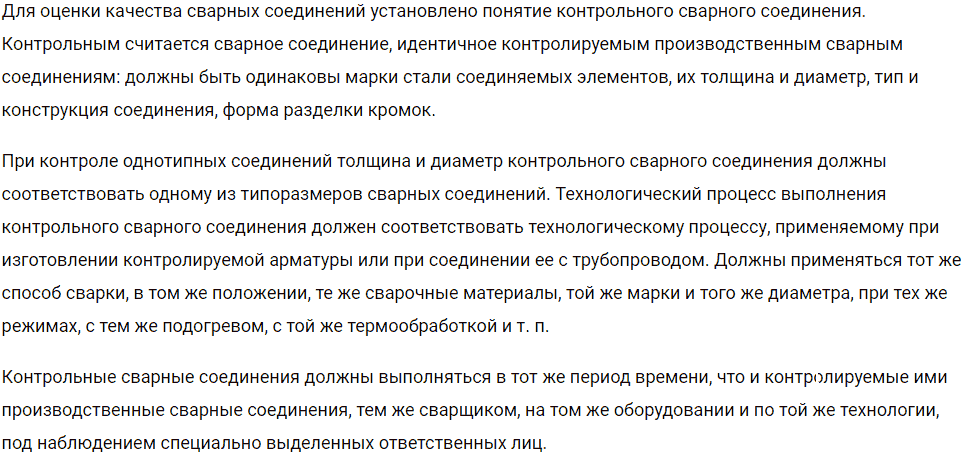 Для оценки качества сварных соединений установлено понятие контрольного сварного соединения.
Контрольным считается сварное соединение, идентичное контролируемым производственным сварным
соединениям: должны быть одинаковы марки стали соединяемых элементов, их толщина и диаметр, тип и
конструкция соединения, форма разделки кромок.
При контроле однотипных соединений толщина и диаметр контрольного сварного соединения должны
соответствовать одному из типоразмеров сварных соединений. Технологический процесс выполнения
контрольного сварного соединения должен соответствовать технологическому процессу, применяемому при
изготовлении контролируемой арматуры или при соединении ее с трубопроводом. Должны применяться тот же
способ сварки, в том же положении, те же сварочные материалы, той же марки и того же диаметра, при тех же
режимах, с тем же подогревом, с той же термообработкой и т. п.
Контрольные сварные соединения должны выполняться в тот же период времени, что и контролируемые ими
производственные сварные соединения, тем же сварщиком, на том же оборудовании и по той же технологии,
под наблюдением специально выделенных ответственных лиц.